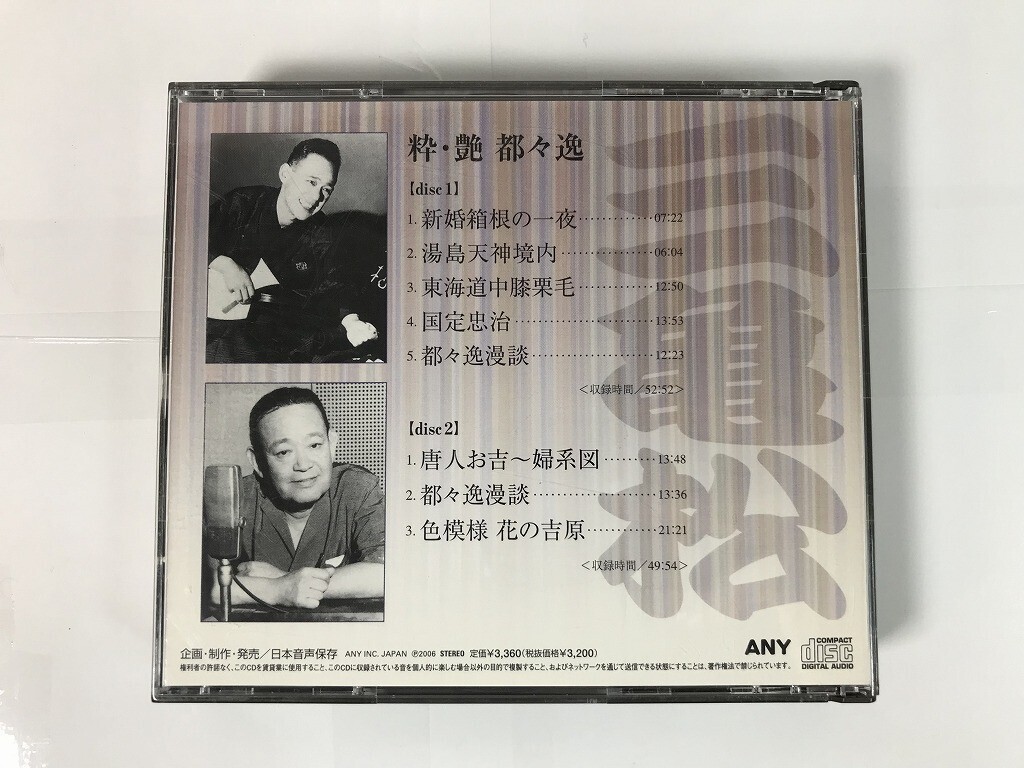 粋・艶 都々逸
三亀松
【disc 1】
1. 新婚箱根の一夜 ············· 07:22
2. 湯島天神境内 ················ 06:04
3. 東海道中膝栗毛 ············· 12:50
4. 国定忠治 ························ 13:53
5. 都々逸漫談 ····················· 12:23
＜収録時間／52:52＞
【disc 2】
1. 唐人お吉〜婦系図 ········· 13:48
2. 都々逸漫談 ····················· 13:36
3. 色模様 花の吉原 ············ 21:21
＜収録時間／49:54＞
企画・制作・発売／日本音声保存 ANY INC. JAPAN ℗2006 STEREO 定価¥3,360(税抜価格¥3,200)
権利者の許諾なく、このCDを賃貸業に使用すること、このCDに収録されている音を個人的に楽しむ場合以外の目的で複製すること、およびネットワークを通じて送信できる状態にすることは、著作権法で禁じられています。
ANY
COMPACT
disc
DIGITAL AUDIO